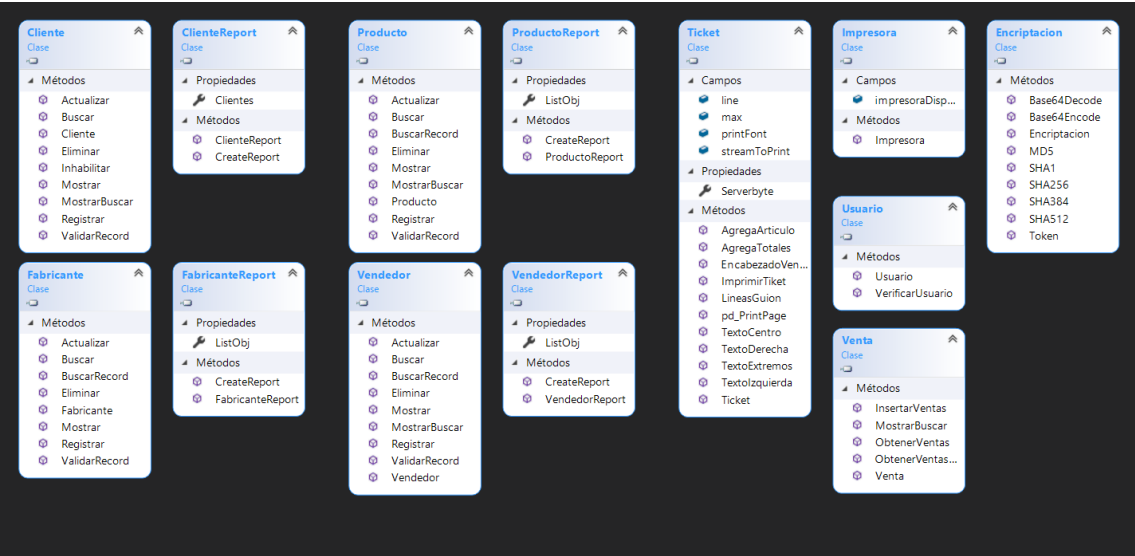 Cliente
Clase
Métodos
Actualizar
Buscar
Cliente
Eliminar
Inhabilitar
Mostrar
MostrarBuscar
Registrar
ValidarRecord
ClienteReport
Clase
Propiedades
Clientes
Métodos
ClienteReport
CreateReport
Producto
Clase
Métodos
Actualizar
Buscar
BuscarRecord
Eliminar
Mostrar
MostrarBuscar
Producto
Registrar
ValidarRecord
ProductoReport
Clase
Propiedades
ListObj
Métodos
CreateReport
ProductoReport
Ticket
Clase
Campos
line
max
printFont
streamToPrint
Propiedades
Serverbyte
Métodos
AgregaArticulo
AgregaTotales
EncabezadoVen...
ImprimirTiket
LineasGuion
pd_PrintPage
TextoCentro
TextoDerecha
TextoExtremos
TextoIzquierda
Ticket
Impresora
Clase
Campos
impresoraDisp...
Métodos
Impresora
Encriptacion
Clase
Métodos
Base64Decode
Base64Encode
Encriptacion
MD5
SHA1
SHA256
SHA384
SHA512
Token
Usuario
Clase
Métodos
Usuario
VerificarUsuario
Fabricante
Clase
Métodos
Actualizar
Buscar
BuscarRecord
Eliminar
Fabricante
Mostrar
Registrar
ValidarRecord
FabricanteReport
Clase
Propiedades
ListObj
Métodos
CreateReport
FabricanteReport
Vendedor
Clase
Métodos
Actualizar
Buscar
BuscarRecord
Eliminar
Mostrar
MostrarBuscar
Registrar
ValidarRecord
Vendedor
VendedorReport
Clase
Propiedades
ListObj
Métodos
CreateReport
VendedorReport
Venta
Clase
Métodos
InsertarVentas
MostrarBuscar
ObtenerVentas
ObtenerVentas...
Venta